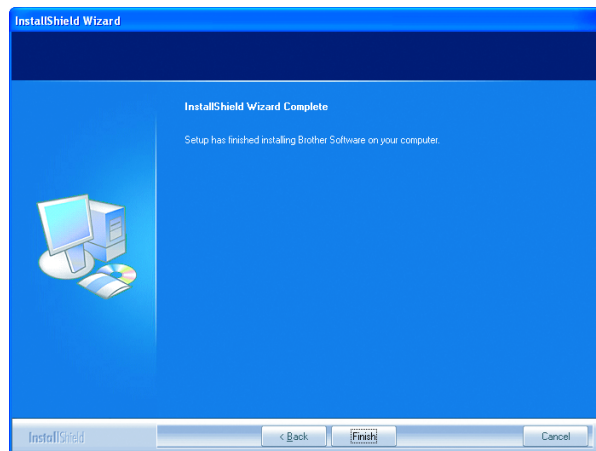 InstallShield Wizard
InstallShield Wizard Complete
Setup has finished installing Brother Software on your computer.
InstallShield
< Back
Finish
Cancel